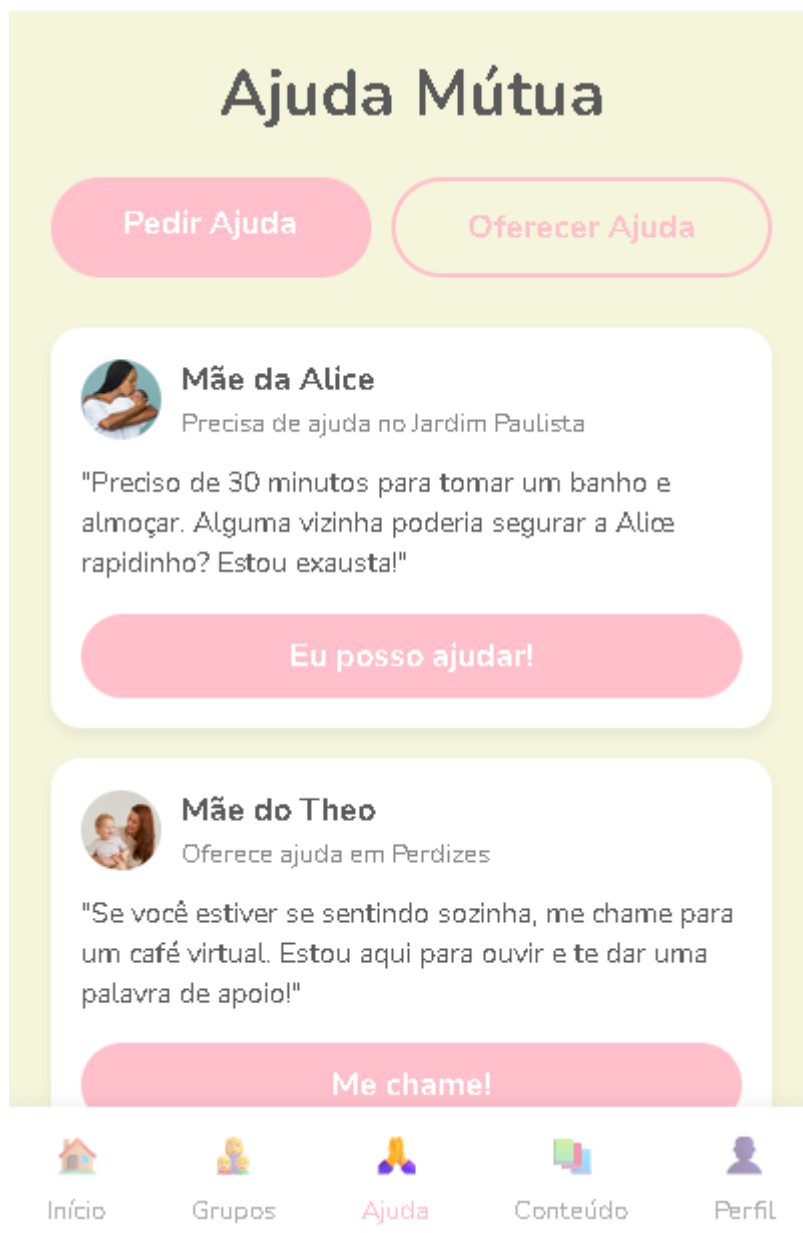 Ajuda Mútua
Pedir Ajuda
Oferecer Ajuda
Mãe da Alice
Precisa de ajuda no Jardim Paulista
"Preciso de 30 minutos para tomar um banho e
almoçar. Alguma vizinha poderia segurar a Alice
rapidinho? Estou exausta!"
Eu posso ajudar!
Mãe do Theo
Oferece ajuda em Perdizes
"Se você estiver se sentindo sozinha, me chame para
um café virtual. Estou aqui para ouvir e te dar uma
palavra de apoio!"
Me chame!
Início
Grupos
Ajuda
Conteúdo
Perfil